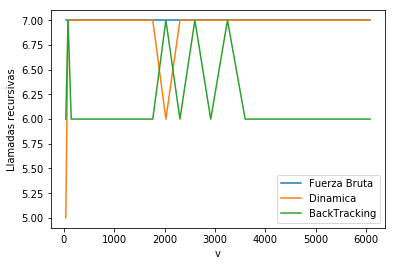 7.00
6.75
6.50
6.25
6.00
5.75
5.50
5.25
5.00
Llamadas recursivas
Fuerza Bruta
Dinamica
BackTracking
0 1000 2000 3000 4000 5000 6000
v